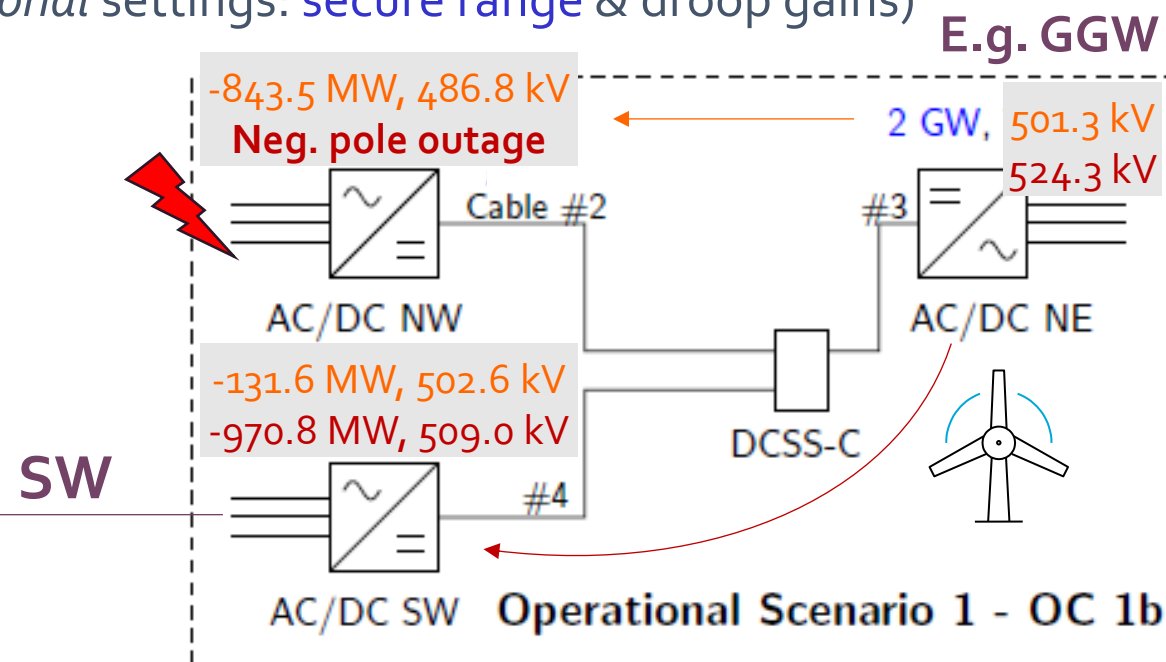 onal settings: secure range & droop gains)
E.g. GGW
-843.5 MW, 486.8 kV
Neg. pole outage
2 GW,
501.3 kV
524.3 kV
Cable #2
#3
AC/DC NW
AC/DC NE
-131.6 MW, 502.6 kV
-970.8 MW, 509.0 kV
DCSS-C
SW
#4
AC/DC SW
Operational Scenario 1 - OC 1b